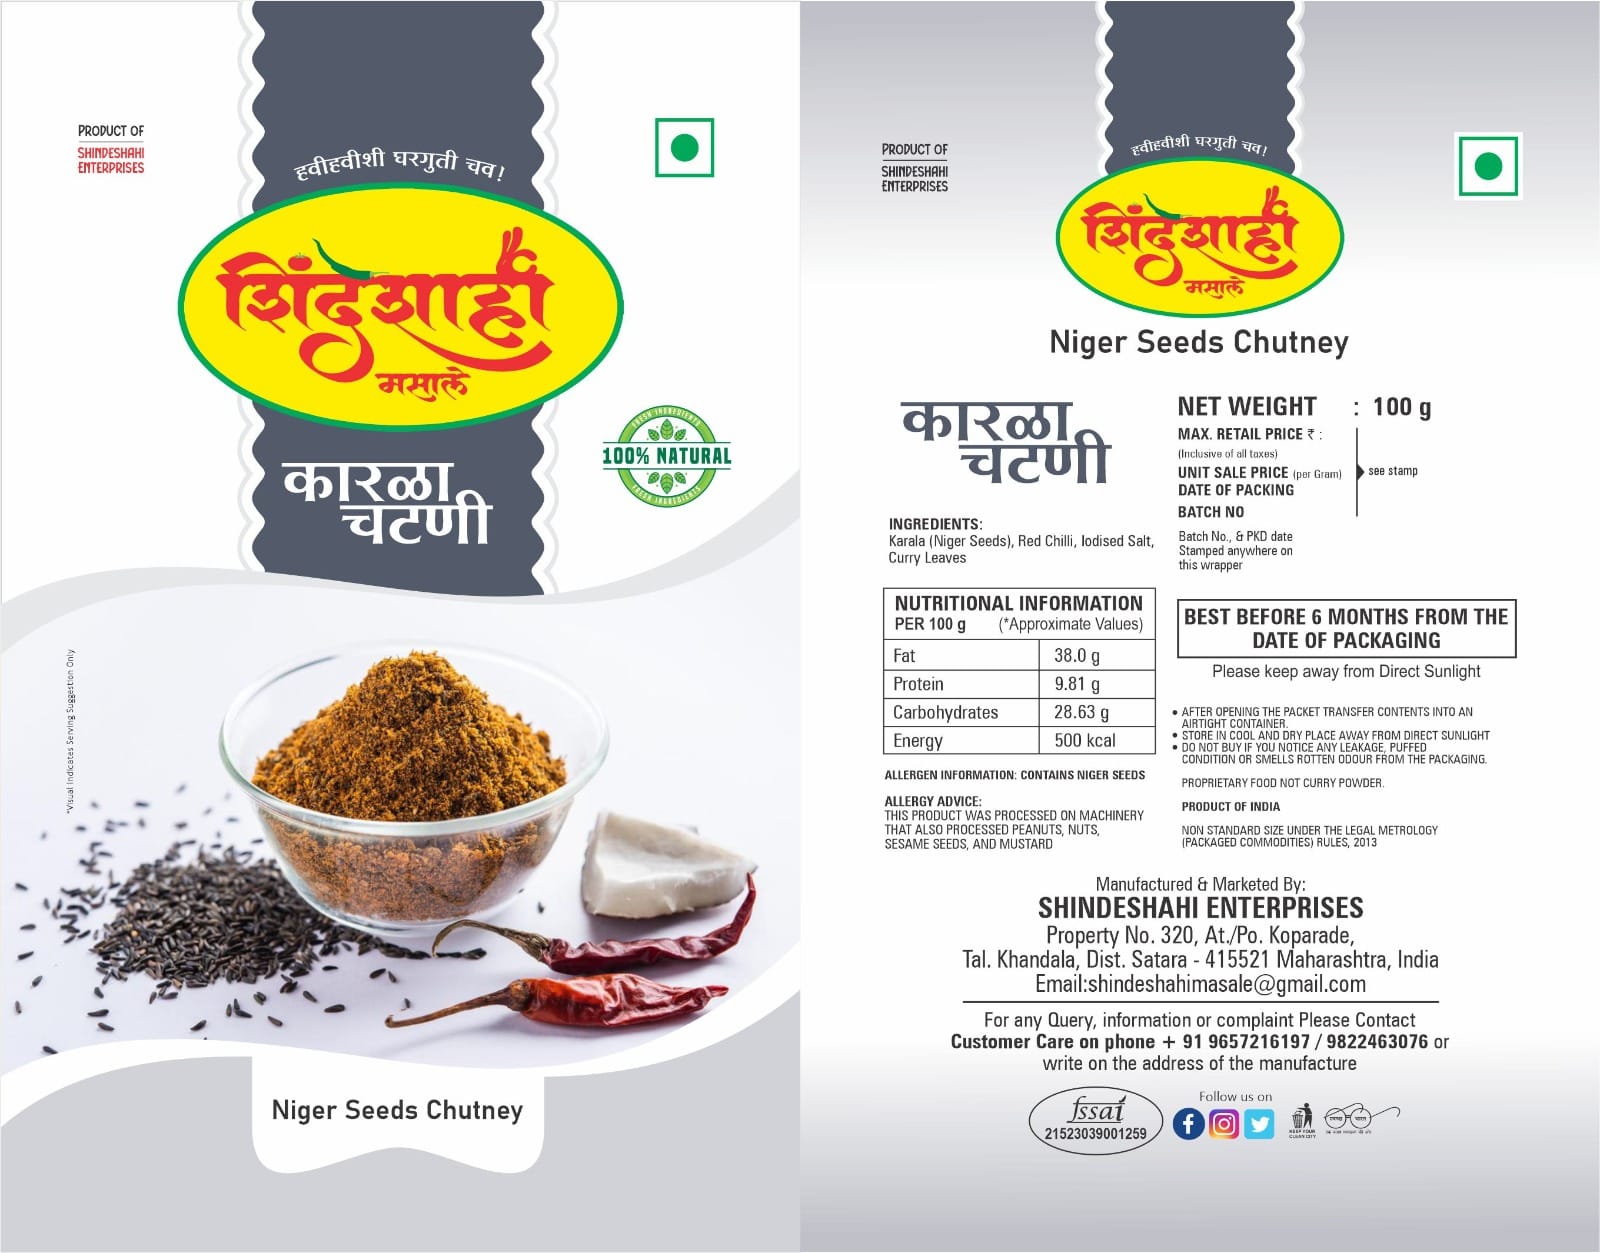 PRODUCT OF
SHINDESHAHI
ENTERPRISES
हवीहवीशी घरगुती चव!
शिंदेशाही
मसाले
FRESH INGREDIENTS
100% NATURAL
FRESH INGREDIENTS
कारळा
चटणी
*Visual Indicates Serving Suggestion Only
Niger Seeds Chutney
PRODUCT OF
SHINDESHAHI
ENTERPRISES
हवीहवीशी घरगुती चव!
शिंदेशाही
मसाले
Niger Seeds Chutney
कारळा
चटणी
INGREDIENTS:
Karala (Niger Seeds), Red Chilli, Iodised Salt,
Curry Leaves
NUTRITIONAL INFORMATION
PER 100 g (*Approximate Values)
Fat 38.0 g
Protein 9.81 g
Carbohydrates 28.63 g
Energy 500 kcal
ALLERGEN INFORMATION: CONTAINS NIGER SEEDS
ALLERGY ADVICE:
THIS PRODUCT WAS PROCESSED ON MACHINERY
THAT ALSO PROCESSED PEANUTS, NUTS,
SESAME SEEDS, AND MUSTARD
NET WEIGHT : 100 g
MAX. RETAIL PRICE ₹ :
(Inclusive of all taxes)
UNIT SALE PRICE (per Gram)
see stamp
DATE OF PACKING
BATCH NO
Batch No., & PKD date
Stamped anywhere on
this wrapper
BEST BEFORE 6 MONTHS FROM THE
DATE OF PACKAGING
Please keep away from Direct Sunlight
• AFTER OPENING THE PACKET TRANSFER CONTENTS INTO AN
AIRTIGHT CONTAINER.
• STORE IN COOL AND DRY PLACE AWAY FROM DIRECT SUNLIGHT
• DO NOT BUY IF YOU NOTICE ANY LEAKAGE, PUFFED
CONDITION OR SMELLS ROTTEN ODOUR FROM THE PACKAGING.
PROPRIETARY FOOD NOT CURRY POWDER.
PRODUCT OF INDIA
NON STANDARD SIZE UNDER THE LEGAL METROLOGY
(PACKAGED COMMODITIES) RULES, 2013
Manufactured & Marketed By:
SHINDESHAHI ENTERPRISES
Property No. 320, At./Po. Koparade,
Tal. Khandala, Dist. Satara - 415521 Maharashtra, India
Email:shindeshahimasale@gmail.com
For any Query, information or complaint Please Contact
Customer Care on phone + 91 9657216197 / 9822463076 or
write on the address of the manufacture
fssai
21523039001259
Follow us on
KEEP YOUR
CLEAN CITY
स्वच्छ भारत